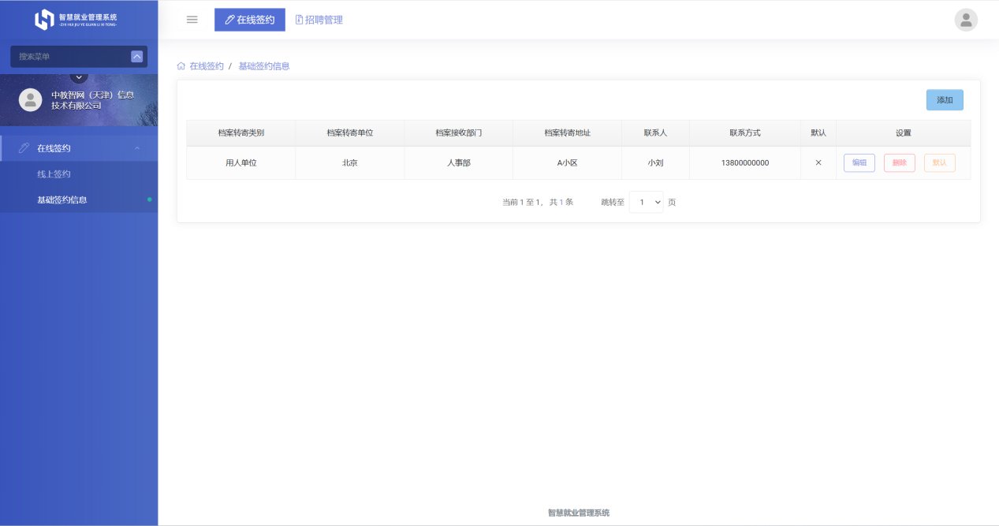 智慧就业管理系统
-ZHI HUI JIU YE GUAN LI XI TONG-
在线签约
招聘管理
搜索菜单
中教智网（天津）信息
技术有限公司
在线签约
线上签约
基础签约信息
在线签约 / 基础签约信息
添加
档案转寄类别 档案转寄单位 档案接收部门 档案转寄地址 联系人 联系方式 默认 设置
用人单位 北京 人事部 A小区 小刘 13800000000 × 编辑 删除 默认
当前 1 至 1， 共 1 条 跳转至 1 页
智慧就业管理系统